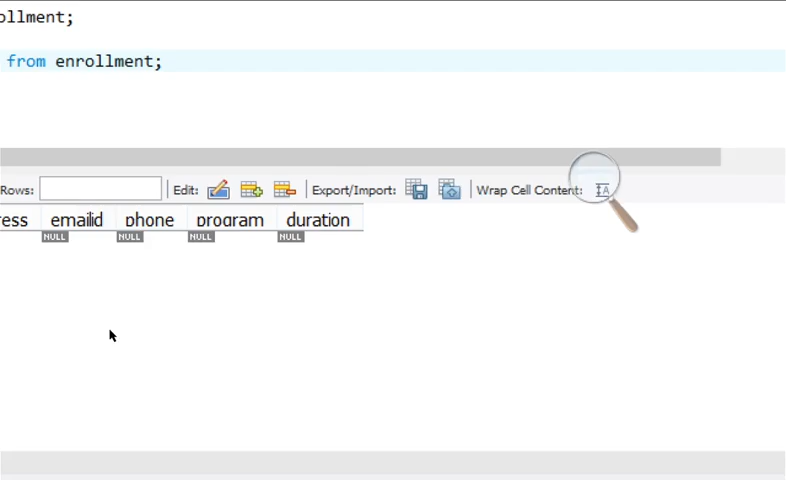 ollment;
from enrollment;
Rows: Edit: Export/Import: Wrap Cell Content: A
ress emailid phone program duration
NULL NULL NULL NULL